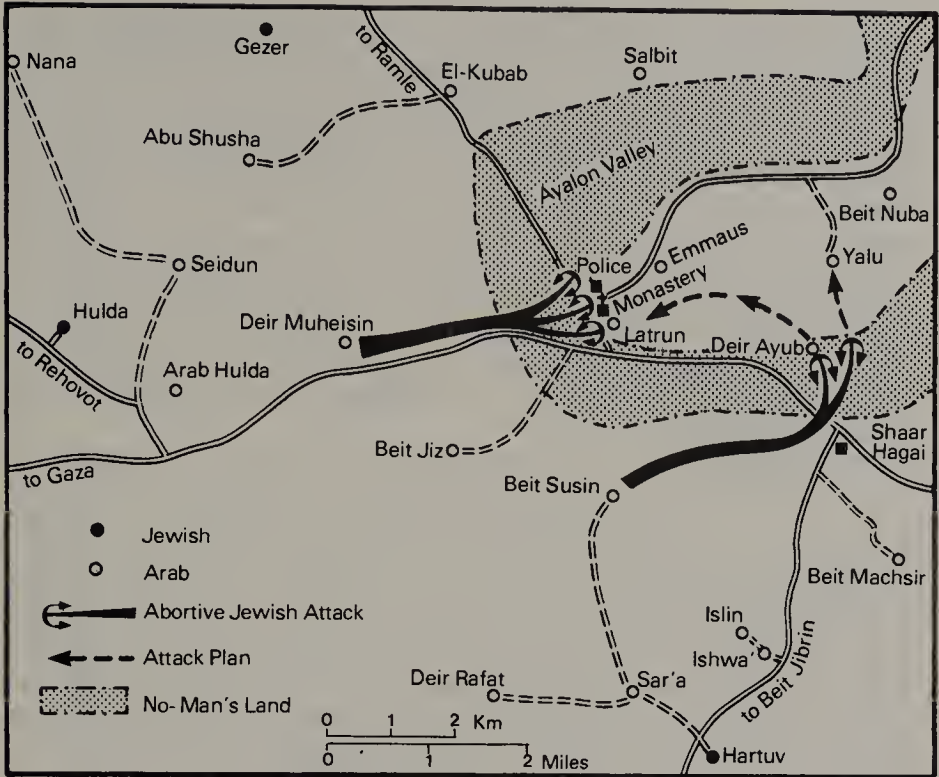 Nana
Gezer
to Ramle
El-Kubab
Salbit
Abu Shusha
Ayalon Valley
Beit Nuba
Seidun
Police
Emmaus
Yalu
Monastery
Hulda
Deir Muheisin
Latrun
Deir Ayub
to Rehovot
Arab Hulda
Shaar
Hagai
Beit Jiz
to Gaza
Beit Susin
Jewish
Arab
Beit Machsir
Abortive Jewish Attack
Islin
Ishwa'
Attack Plan
to Beit Jibrin
Deir Rafat
Sar'a
No-Man's Land
0 1 2 Km
0 1 2 Miles
Hartuv